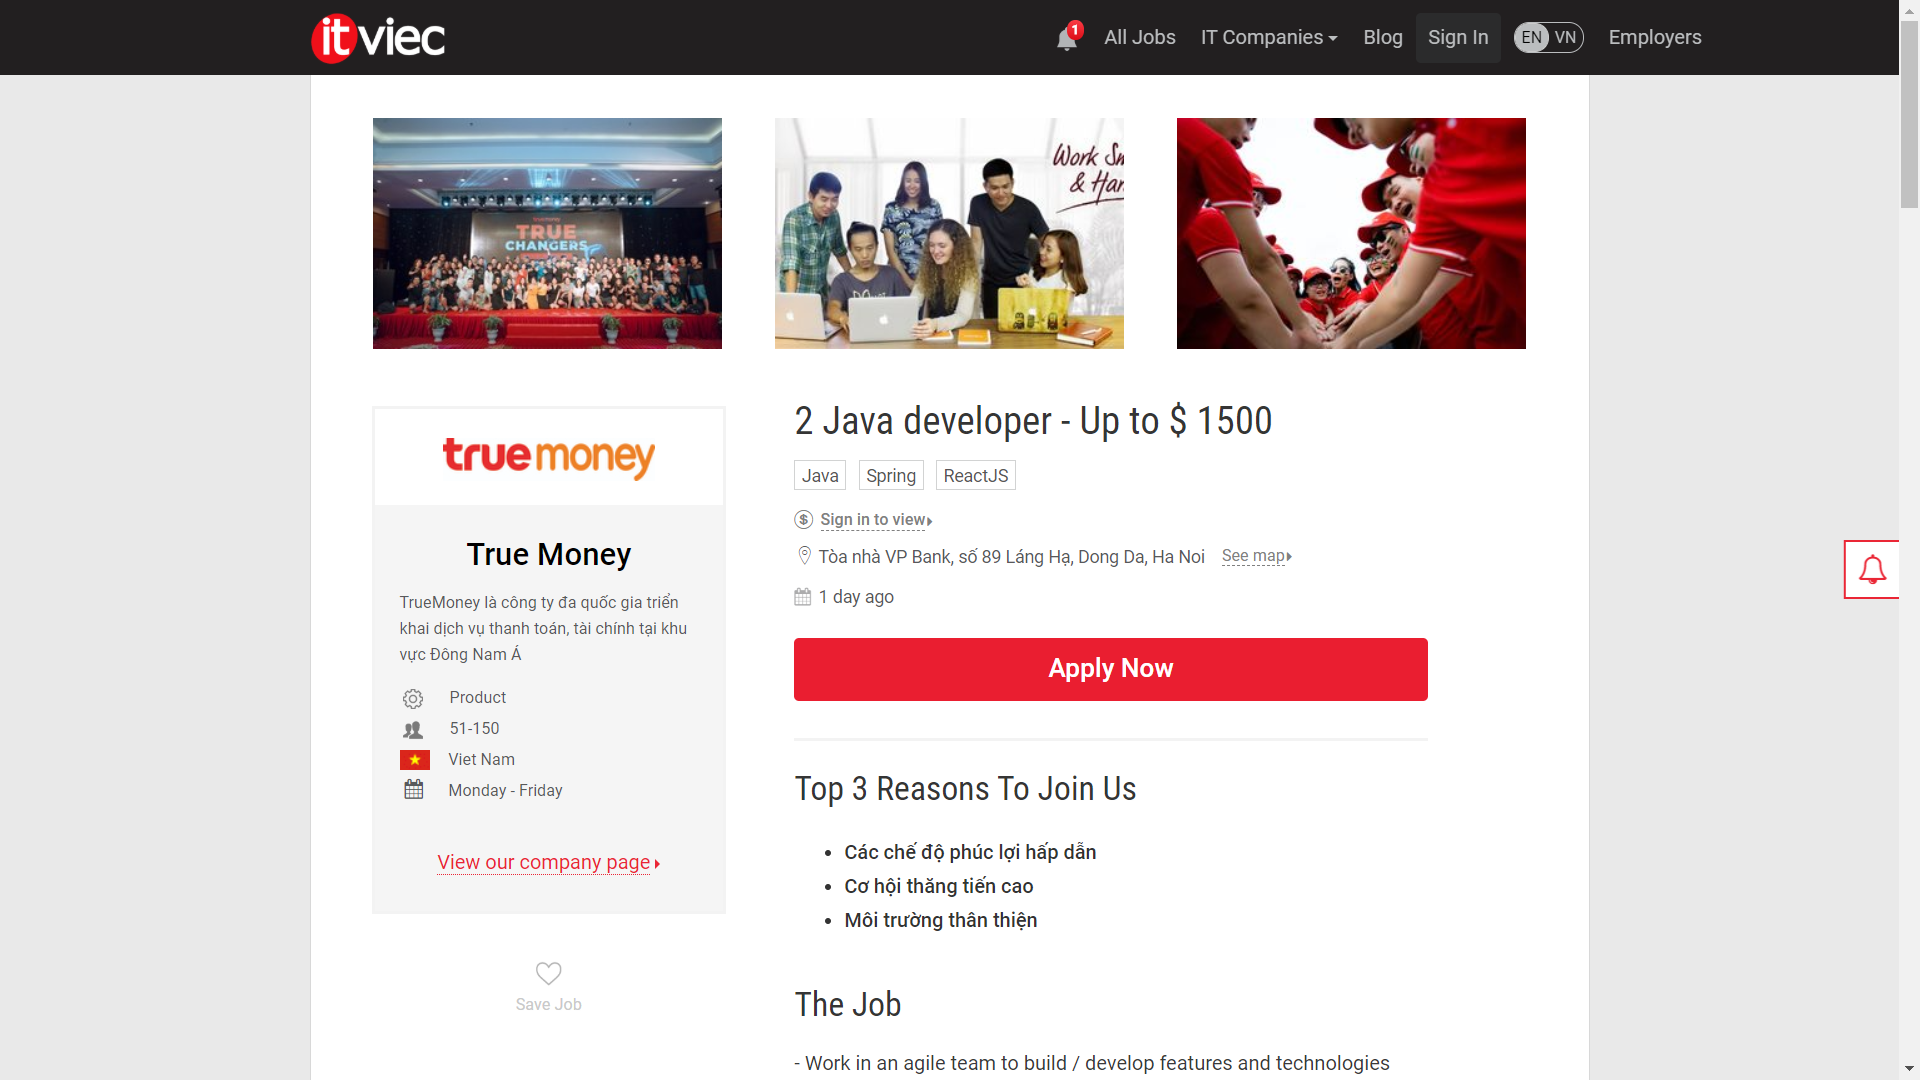 itviec
1
All Jobs
IT Companies
Blog
Sign In
EN VN
Employers
TRUE
CHANGERS
Work Sm
& Har
truemoney
True Money
TrueMoney là công ty đa quốc gia triển
khai dịch vụ thanh toán, tài chính tại khu
vực Đông Nam Á
Product
51-150
Viet Nam
Monday - Friday
View our company page
Save Job
2 Java developer - Up to $ 1500
Java
Spring
ReactJS
$ Sign in to view
Tòa nhà VP Bank, số 89 Láng Hạ, Dong Da, Ha Noi See map
1 day ago
Apply Now
Top 3 Reasons To Join Us
• Các chế độ phúc lợi hấp dẫn
• Cơ hội thăng tiến cao
• Môi trường thân thiện
The Job
- Work in an agile team to build / develop features and technologies